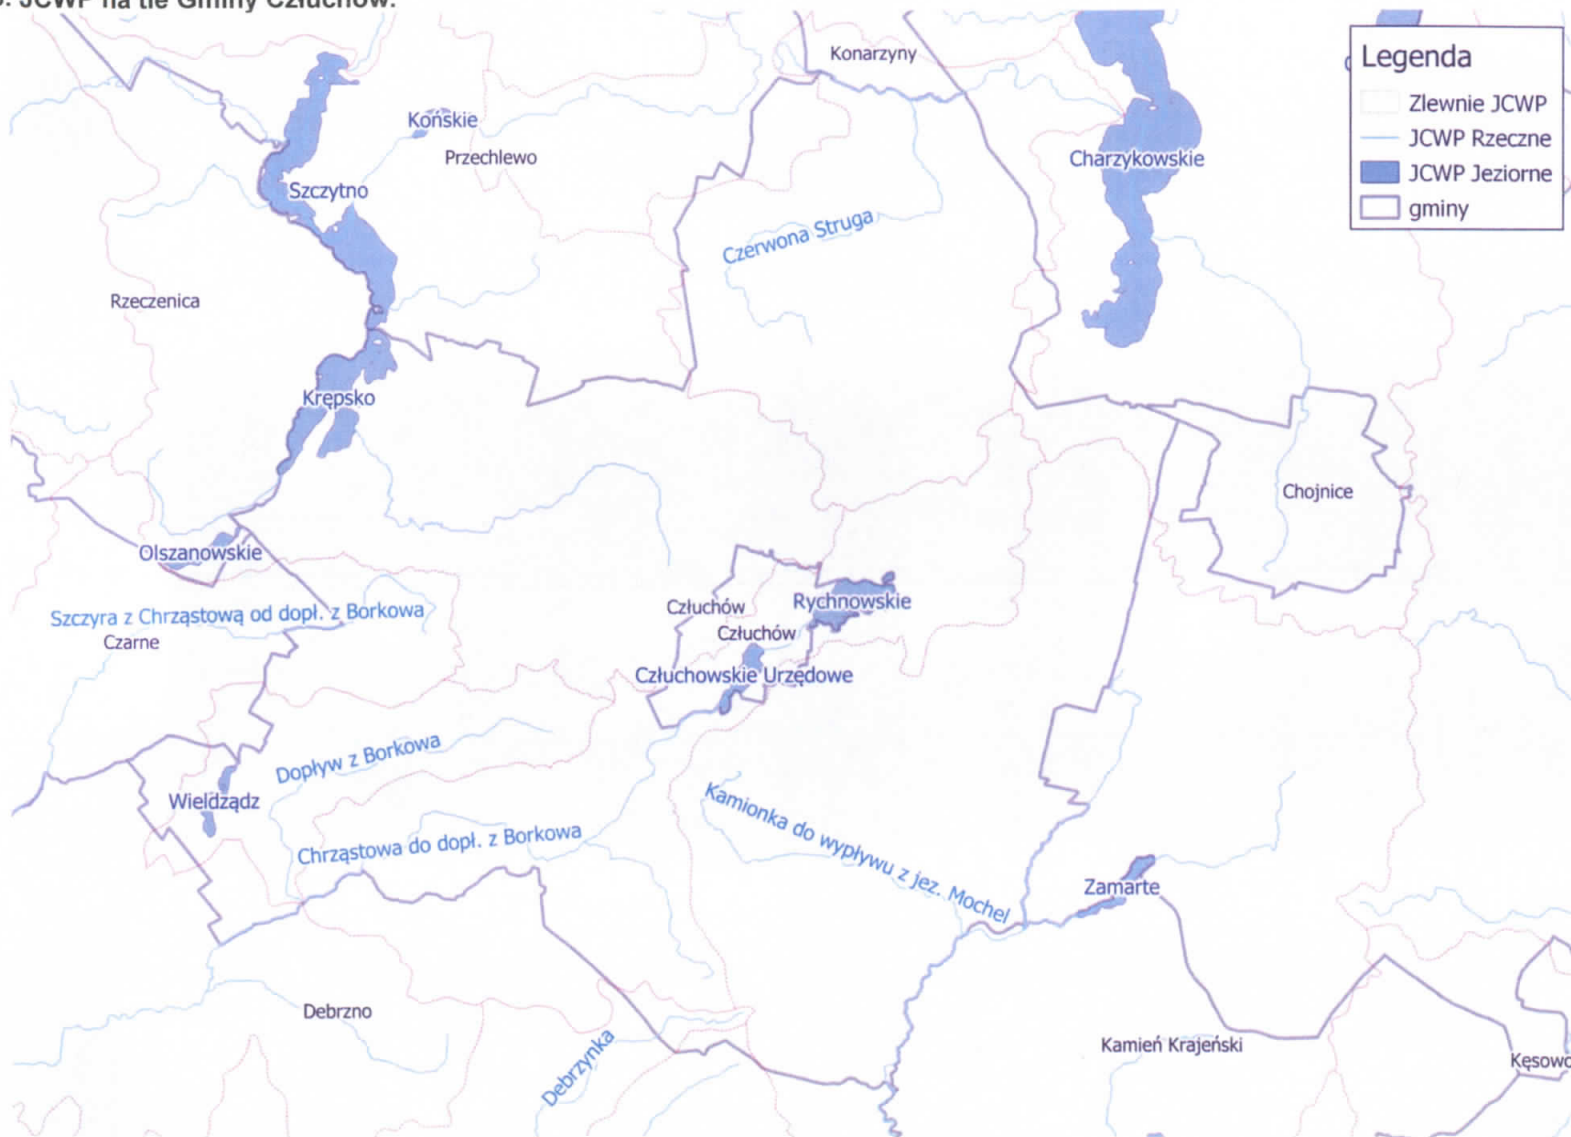 JCWP na tle Gminy Człuchów.
Konarzyny
Legenda
Zlewnie JCWP
JCWP Rzeczne
JCWP Jeziorne
gminy
Końskie
Przechlewo
Charzykowskie
Szczytno
Czerwona Struga
Rzeczenica
Krępsko
Chojnice
Olszanowskie
Szczyra z Chrząstową od dopł. z Borkowa
Czarne
Człuchów
Rychnowskie
Człuchów
Człuchowskie Urzędowe
Dopływ z Borkowa
Wieldządz
Kamionka do wypływu z jez. Mochel
Chrząstowa do dopł. z Borkowa
Zamarte
Debrzno
Debrzynka
Kamień Krajeński
Kęsowo